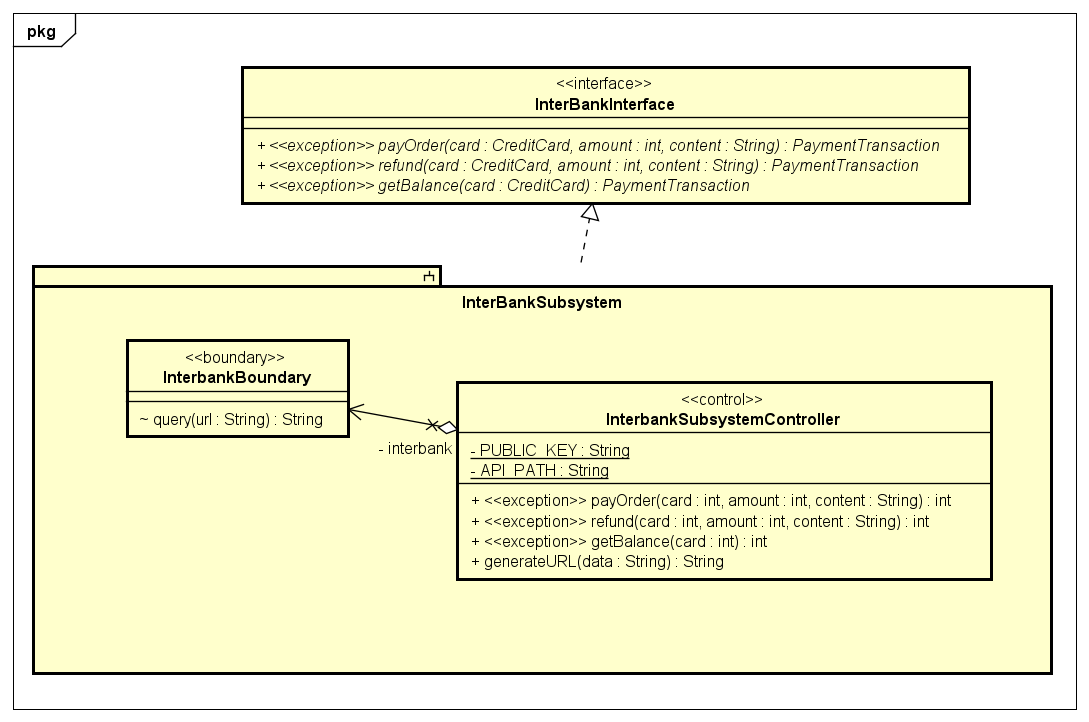 pkg
<<interface>>
InterBankInterface
+ <<exception>> payOrder(card : CreditCard, amount : int, content : String) : PaymentTransaction
+ <<exception>> refund(card : CreditCard, amount : int, content : String) : PaymentTransaction
+ <<exception>> getBalance(card : CreditCard) : PaymentTransaction
InterBankSubsystem
<<boundary>>
InterbankBoundary
~ query(url : String) : String
- interbank
<<control>>
InterbankSubsystemController
- PUBLIC_KEY : String
- API_PATH : String
+ <<exception>> payOrder(card : int, amount : int, content : String) : int
+ <<exception>> refund(card : int, amount : int, content : String) : int
+ <<exception>> getBalance(card : int) : int
+ generateURL(data : String) : String